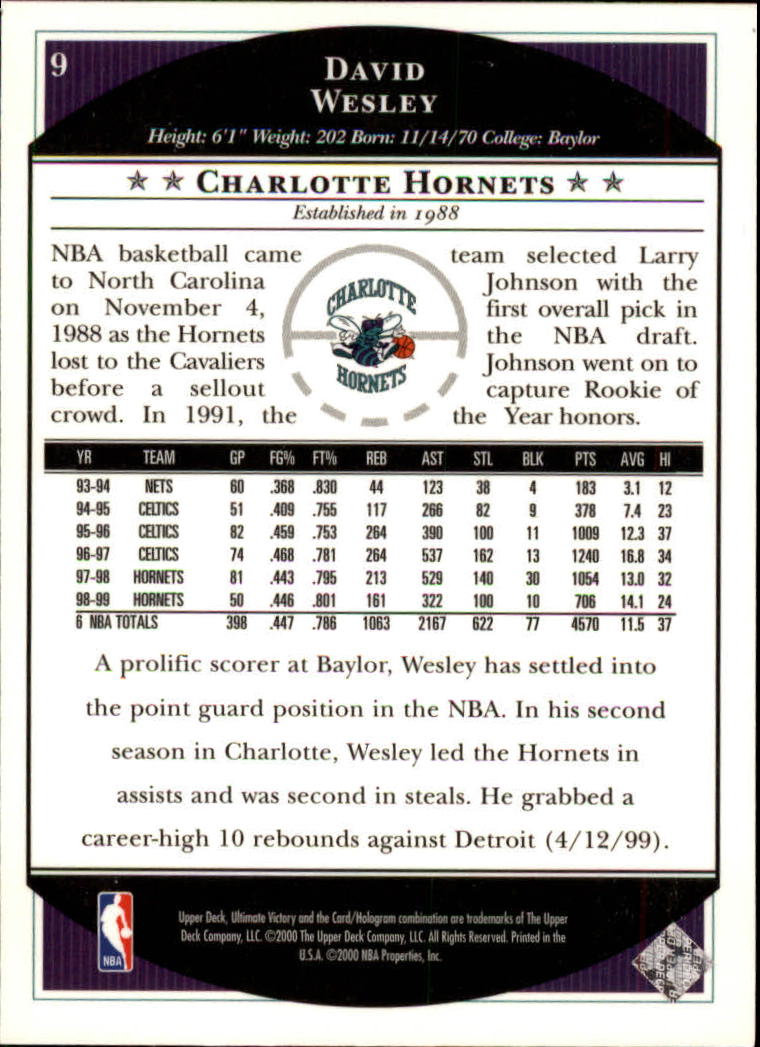 9
DAVID
WESLEY
Height: 6'1" Weight: 202 Born: 11/14/70 College: Baylor
CHARLOTTE HORNETS
Established in 1988
NBA basketball came
to North Carolina
on November 4,
1988 as the Hornets
lost to the Cavaliers
before a sellout
crowd. In 1991, the
CHARLOTTE
HORNETS
team selected Larry
Johnson with the
first overall pick in
the NBA draft.
Johnson went on to
capture Rookie of
the Year honors.
YR TEAM GP FG% FT% REB AST STL BLK PTS AVG HI
93-94 NETS 60 .368 .830 44 123 38 4 183 3.1 12
94-95 CELTICS 51 .409 .755 117 266 82 9 378 7.4 23
95-96 CELTICS 82 .459 .753 264 390 100 11 1009 12.3 37
96-97 CELTICS 74 .468 .781 264 537 162 13 1240 16.8 34
97-98 HORNETS 81 .443 .795 213 529 140 30 1054 13.0 32
98-99 HORNETS 50 .446 .801 161 322 100 10 706 14.1 24
6 NBA TOTALS 398 .447 .786 1063 2167 622 77 4570 11.5 37
A prolific scorer at Baylor, Wesley has settled into
the point guard position in the NBA. In his second
season in Charlotte, Wesley led the Hornets in
assists and was second in steals. He grabbed a
career-high 10 rebounds against Detroit (4/12/99).
NBA
Upper Deck, Ultimate Victory and the Card/Hologram combination are trademarks of The Upper
Deck Company, LLC. ©2000 The Upper Deck Company, LLC. All Rights Reserved. Printed in the
U.S.A. ©2000 NBA Properties, Inc.